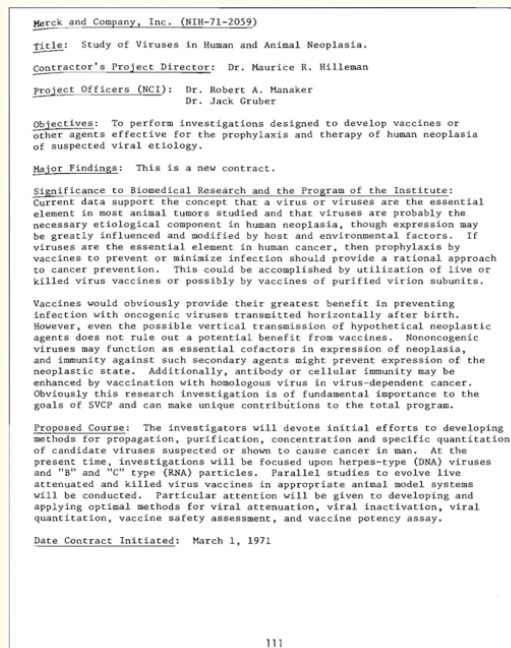 Merck and Company, Inc. (NIH-71-2059)
Title: Study of Viruses in Human and Animal Neoplasia.
Contractor's Project Director: Dr. Maurice R. Hilleman
Project Officers (NCI): Dr. Robert A. Manaker
Dr. Jack Gruber
Objectives: To perform investigations designed to develop vaccines or
other agents effective for the prophylaxis and therapy of human neoplasia
of suspected viral etiology.
Major Findings: This is a new contract.
Significance to Biomedical Research and the Program of the Institute:
Current data support the concept that a virus or viruses are the essential
element in most animal tumors studied and that viruses are probably the
necessary etiological component in human neoplasia, though expression may
be greatly influenced and modified by host and environmental factors. If
viruses are the essential element in human cancer, then prophylaxis by
vaccines to prevent or minimize infection should provide a rational approach
to cancer prevention. This could be accomplished by utilization of live or
killed virus vaccines or possibly by vaccines of purified virion subunits.
Vaccines would obviously provide their greatest benefit in preventing
infection with oncogenic viruses transmitted horizontally after birth.
However, even the possible vertical transmission of hypothetical neoplastic
agents does not rule out a potential benefit from vaccines. Nononcogenic
viruses may function as essential cofactors in expression of neoplasia,
and immunity against such secondary agents might prevent expression of the
neoplastic state. Additionally, antibody or cellular immunity may be
enhanced by vaccination with homologous virus in virus-dependent cancer.
Obviously this research investigation is of fundamental importance to the
goals of SVCP and can make unique contributions to the total program.
Proposed Course: The investigators will devote initial efforts to developing
methods for propagation, purification, concentration and specific quantitation
of candidate viruses suspected or shown to cause cancer in man. At the
present time, investigations will be focused upon herpes-type (DNA) viruses
and "B" and "C" type (RNA) particles. Parallel studies to evolve live
attenuated and killed virus vaccines in appropriate animal model systems
will be conducted. Particular attention will be given to developing and
applying optimal methods for viral attenuation, viral inactivation, viral
quantitation, vaccine safety assessment, and vaccine potency assay.
Date Contract Initiated: March 1, 1971
111